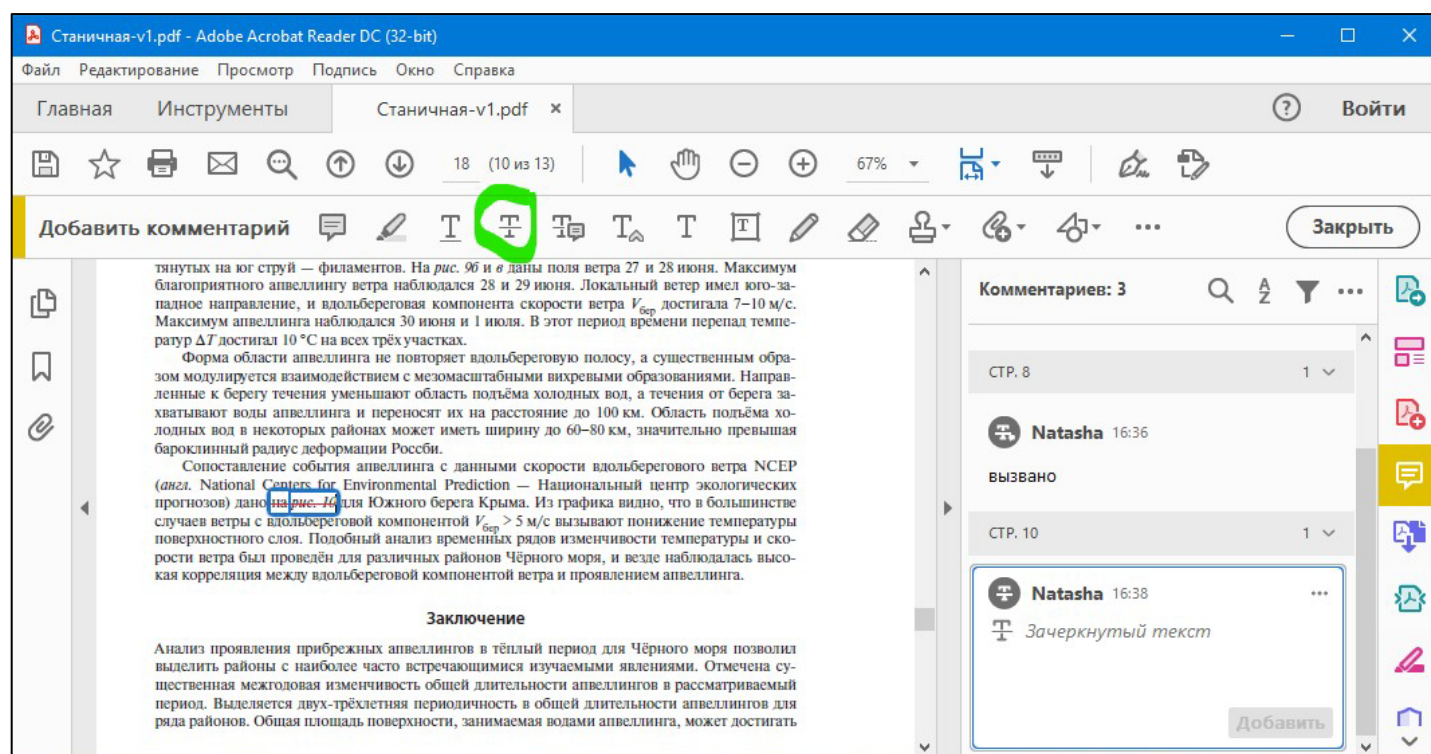 Станичная-v1.pdf - Adobe Acrobat Reader DC (32-bit)
Файл Редактирование Просмотр Подпись Окно Справка
Главная Инструменты Станичная-v1.pdf × ? Войти
18 (10 из 13) 67%
Добавить комментарий Закрыть
тянутых на юг струй — филаментов. На рис. 9б и в даны поля ветра 27 и 28 июня. Максимум
благоприятного апвеллингу ветра наблюдался 28 и 29 июня. Локальный ветер имел юго-за-
падное направление, и вдольбереговая компонента скорости ветра Vбер достигала 7–10 м/с.
Максимум апвеллинга наблюдался 30 июня и 1 июля. В этот период времени перепад темпе-
ратур ΔT достигал 10 °C на всех трёх участках.
Форма области апвеллинга не повторяет вдольбереговую полосу, а существенным обра-
зом модулируется взаимодействием с мезомасштабными вихревыми образованиями. Направ-
ленные к берегу течения уменьшают область подъёма холодных вод, а течения от берега за-
хватывают воды апвеллинга и переносят их на расстояние до 100 км. Область подъёма хо-
лодных вод в некоторых районах может иметь ширину до 60–80 км, значительно превышая
бароклинный радиус деформации Россби.
Сопоставление события апвеллинга с данными скорости вдольберегового ветра NCEP
(англ. National Centers for Environmental Prediction — Национальный центр экологических
прогнозов) дано на рис. 10 для Южного берега Крыма. Из графика видно, что в большинстве
случаев ветры с вдольбереговой компонентой Vбер > 5 м/с вызывают понижение температуры
поверхностного слоя. Подобный анализ временных рядов изменчивости температуры и ско-
рости ветра был проведён для различных районов Чёрного моря, и везде наблюдалась высо-
кая корреляция между вдольбереговой компонентой ветра и проявлением апвеллинга.
Заключение
Анализ проявления прибрежных апвеллингов в тёплый период для Чёрного моря позволил
выделить районы с наиболее часто встречающимися изучаемыми явлениями. Отмечена су-
щественная межгодовая изменчивость общей длительности апвеллингов в рассматриваемый
период. Выделяется двух-трёхлетняя периодичность в общей длительности апвеллингов для
ряда районов. Общая площадь поверхности, занимаемая водами апвеллинга, может достигать
Комментариев: 3
СТР. 8 1
Natasha 16:36
вызвано
СТР. 10 1
Natasha 16:38
Зачеркнутый текст
Добавить